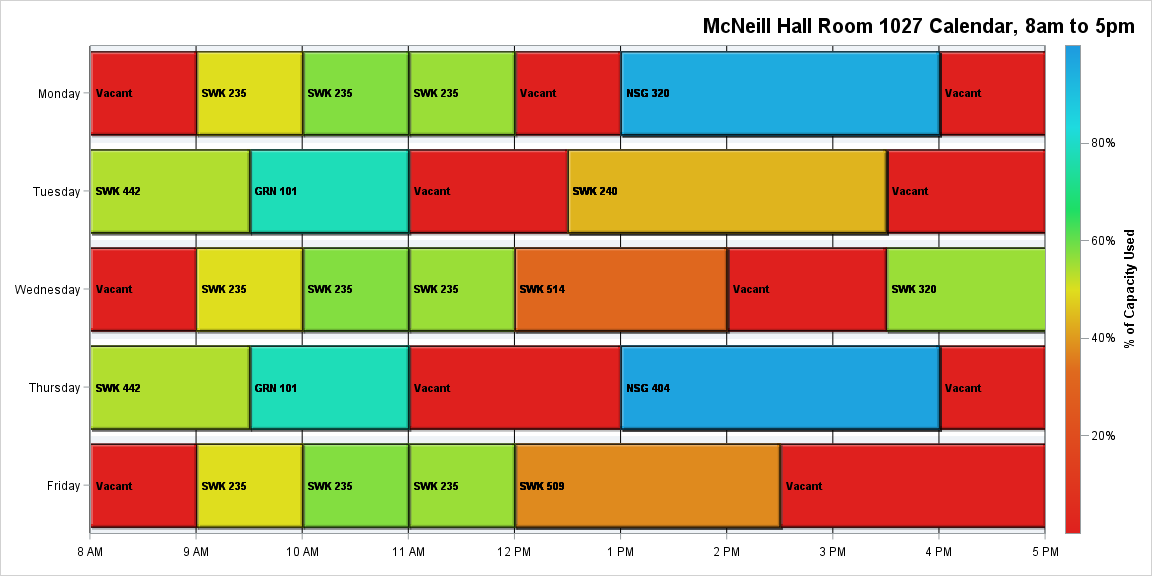 McNeill Hall Room 1027 Calendar, 8am to 5pm
Monday
Vacant
SWK 235
SWK 235
SWK 235
Vacant
NSG 320
Vacant
Tuesday
SWK 442
GRN 101
Vacant
SWK 240
Vacant
Wednesday
Vacant
SWK 235
SWK 235
SWK 235
SWK 514
Vacant
SWK 320
Thursday
SWK 442
GRN 101
Vacant
NSG 404
Vacant
Friday
Vacant
SWK 235
SWK 235
SWK 235
SWK 509
Vacant
8 AM
9 AM
10 AM
11 AM
12 PM
1 PM
2 PM
3 PM
4 PM
5 PM
80%
60%
40%
20%
% of Capacity Used